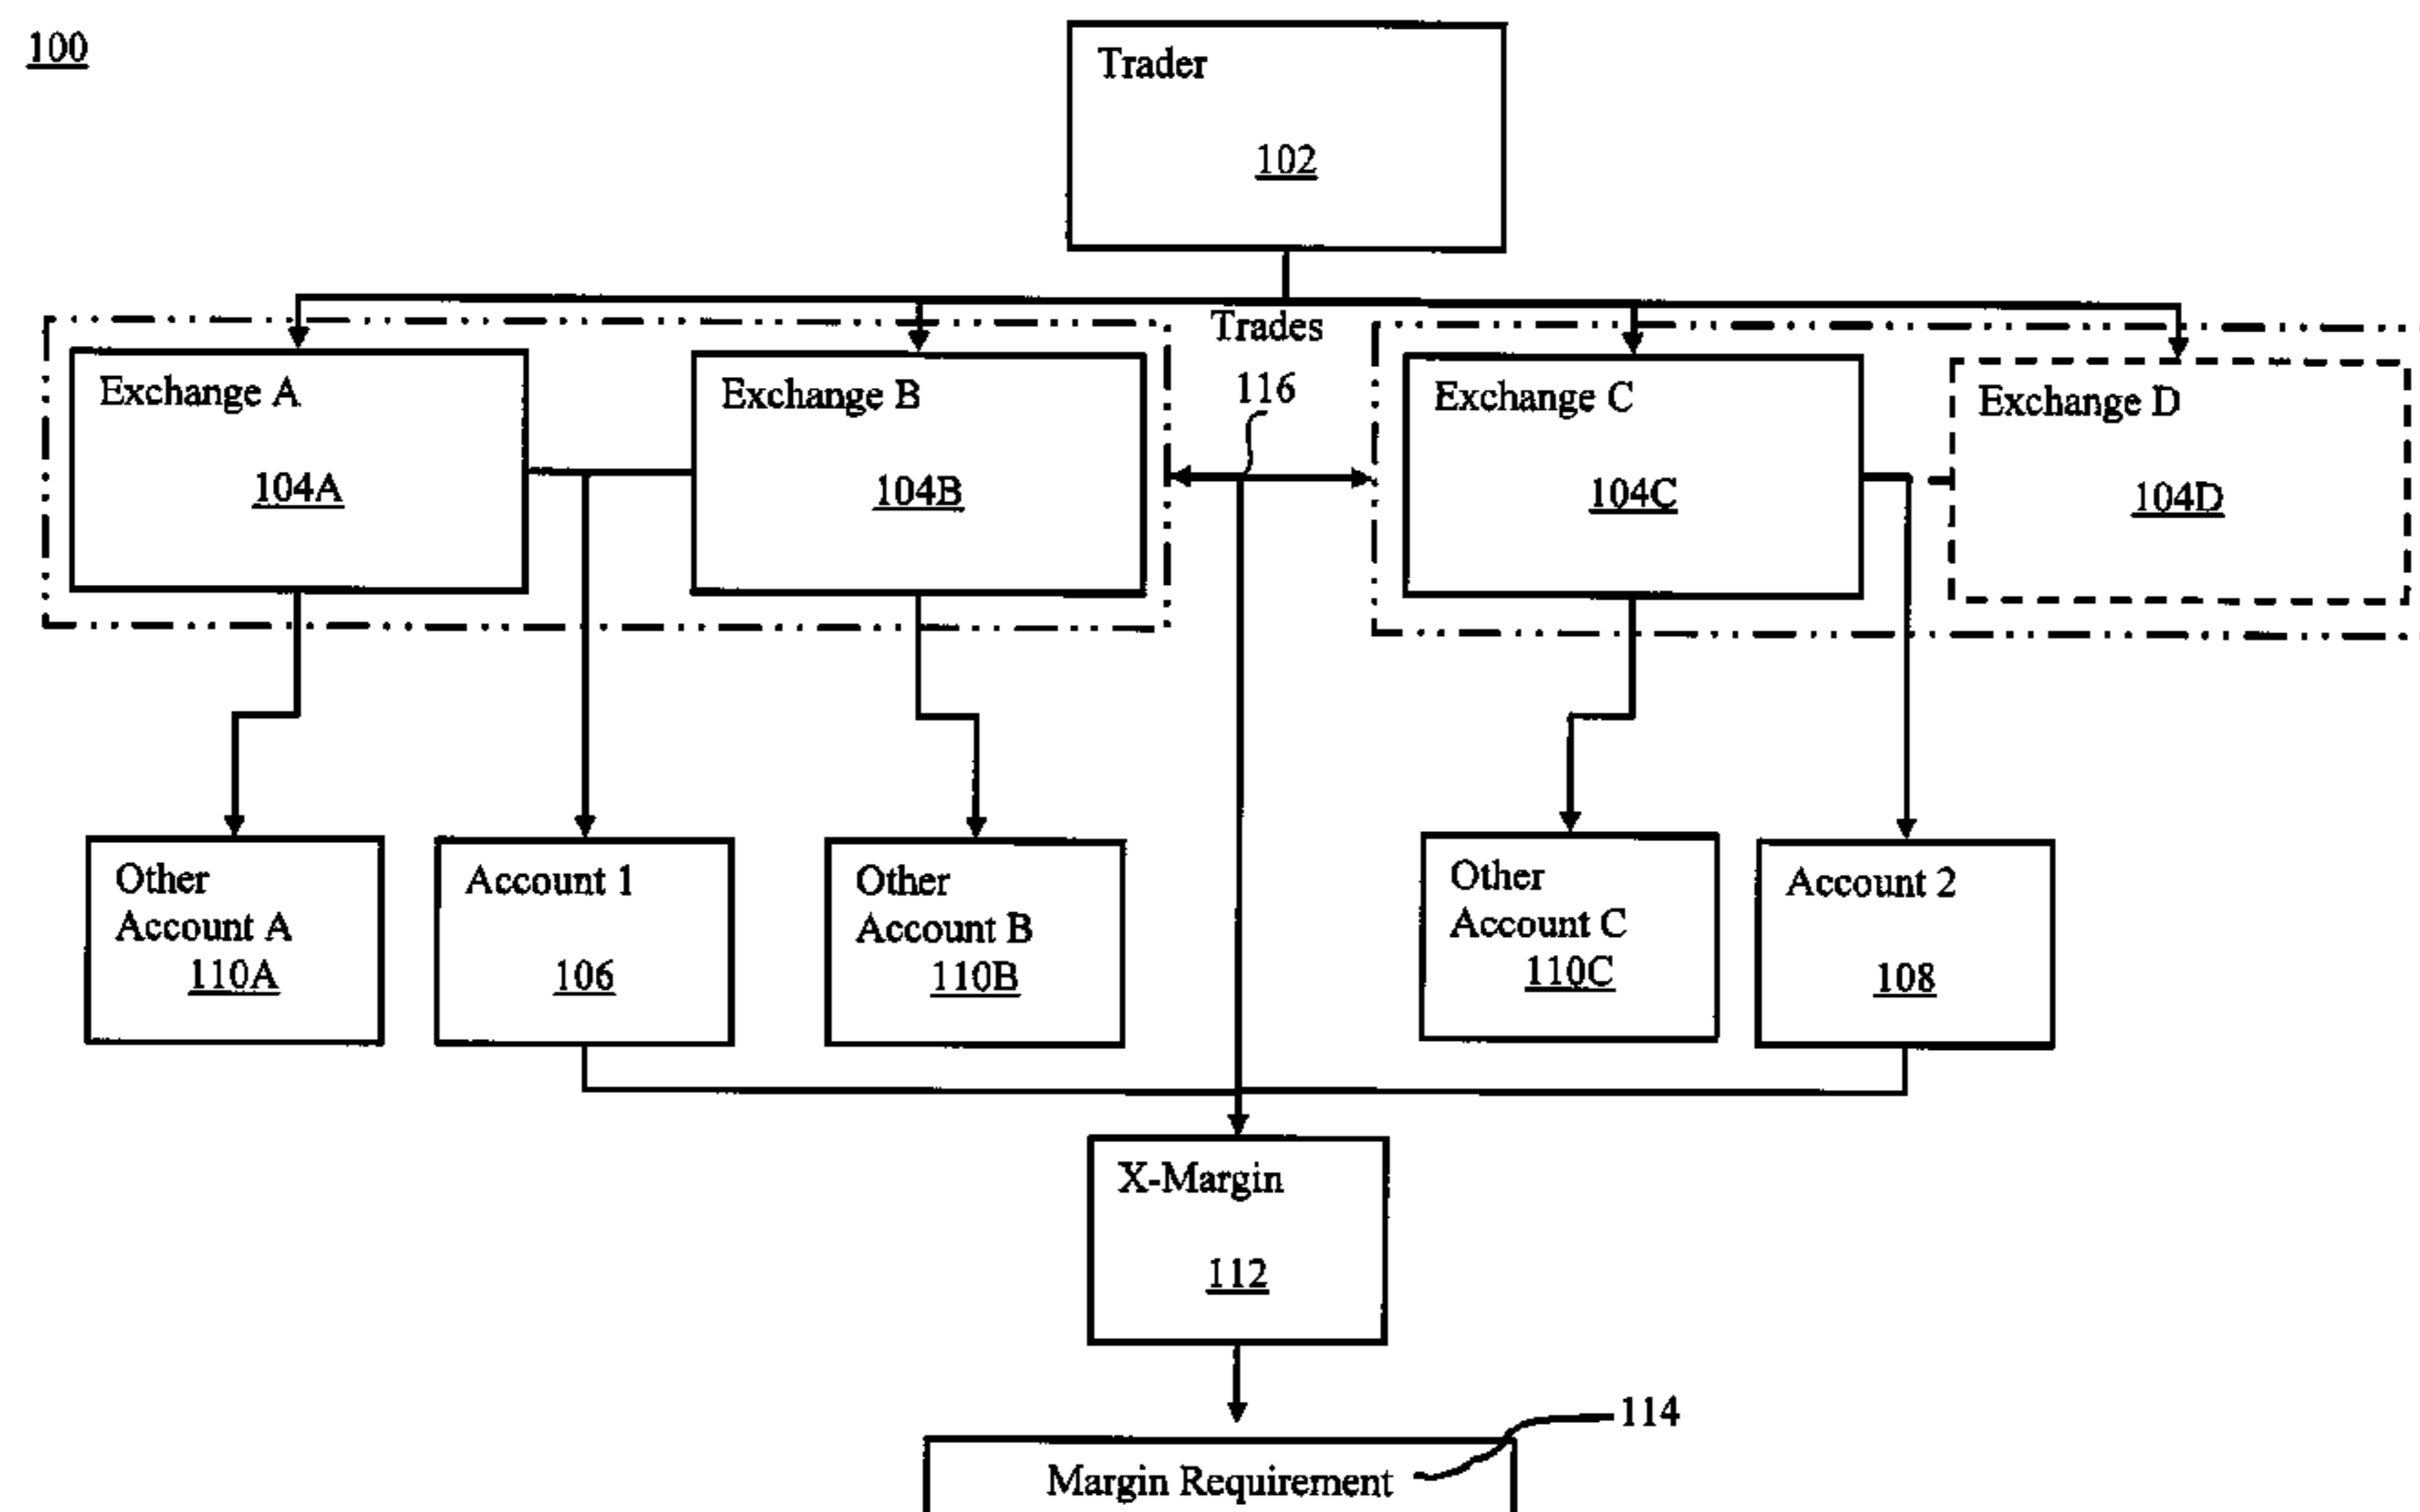 100
Trader
102
Trades
116
Exchange A
104A
Exchange B
104B
Exchange C
104C
Exchange D
104D
Other
Account A
110A
Account 1
106
Other
Account B
110B
Other
Account C
110C
Account 2
108
X-Margin
112
114
Margin Requirement